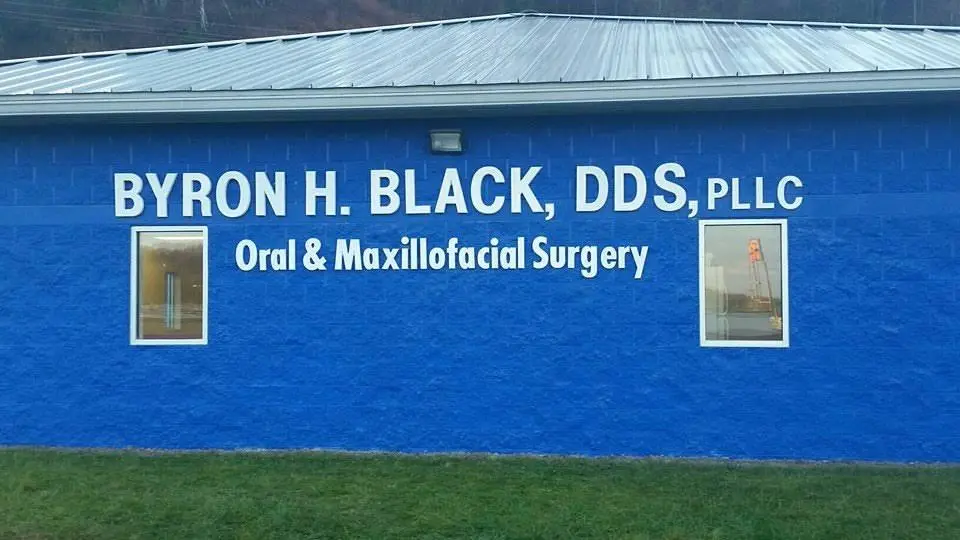 BYRON H. BLACK, DDS, PLLC
Oral & Maxillofacial Surgery